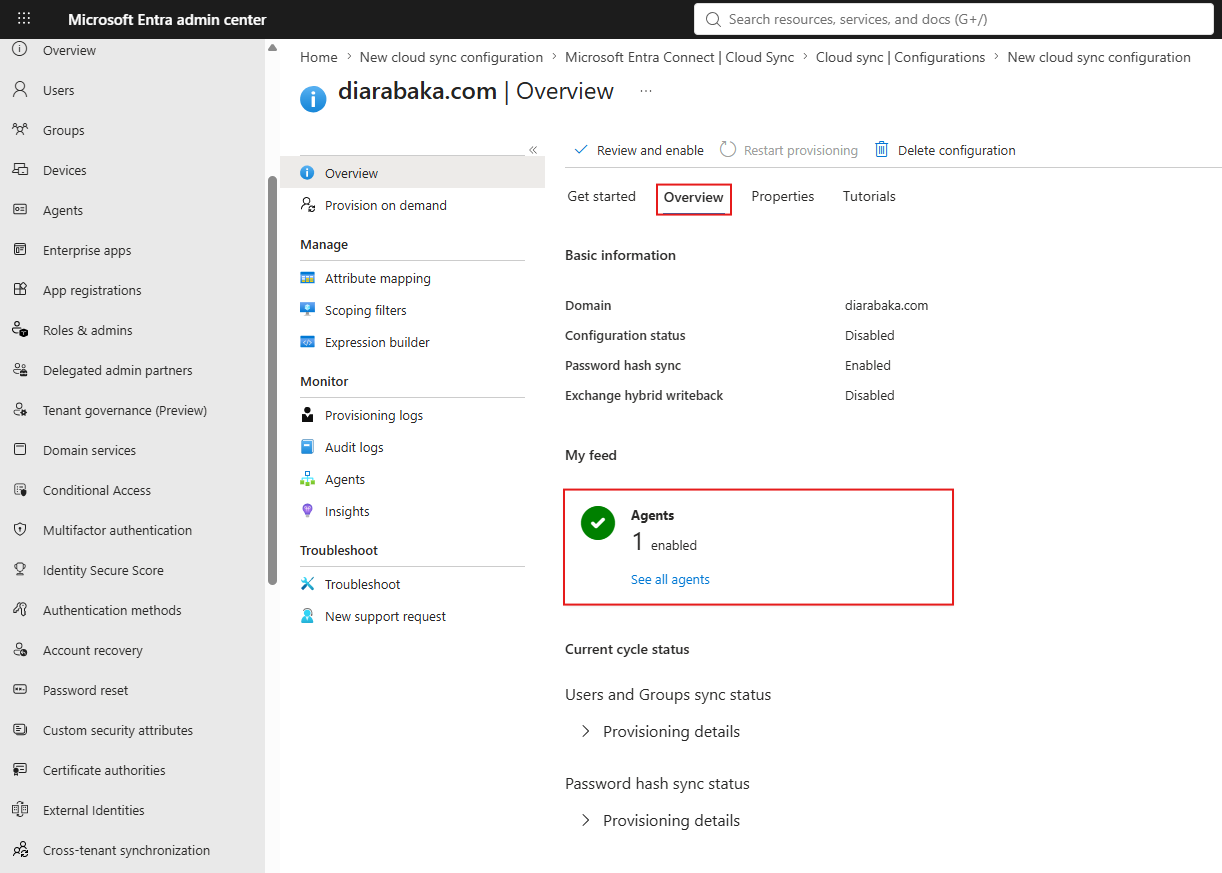 Microsoft Entra admin center
Search resources, services, and docs (G+/)
Overview
Users
Groups
Devices
Agents
Enterprise apps
App registrations
Roles & admins
Delegated admin partners
Tenant governance (Preview)
Domain services
Conditional Access
Multifactor authentication
Identity Secure Score
Authentication methods
Account recovery
Password reset
Custom security attributes
Certificate authorities
External Identities
Cross-tenant synchronization
Home > New cloud sync configuration > Microsoft Entra Connect | Cloud Sync > Cloud sync | Configurations > New cloud sync configuration
diarabaka.com | Overview ...
«
Overview
Provision on demand
Manage
Attribute mapping
Scoping filters
Expression builder
Monitor
Provisioning logs
Audit logs
Agents
Insights
Troubleshoot
Troubleshoot
New support request
Review and enable Restart provisioning Delete configuration
Get started Overview Properties Tutorials
Basic information
Domain diarabaka.com
Configuration status Disabled
Password hash sync Enabled
Exchange hybrid writeback Disabled
My feed
Agents
1 enabled
See all agents
Current cycle status
Users and Groups sync status
> Provisioning details
Password hash sync status
> Provisioning details